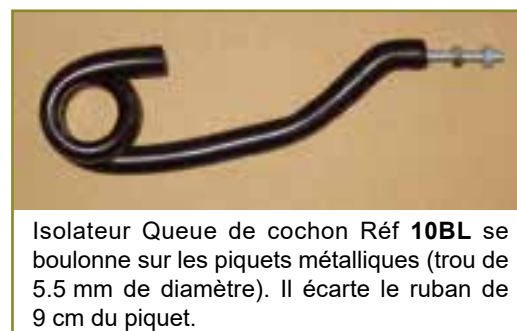 Isolateur Queue de cochon Réf 10BL se
boulonne sur les piquets métalliques (trou de
5.5 mm de diamètre). Il écarte le ruban de
9 cm du piquet.